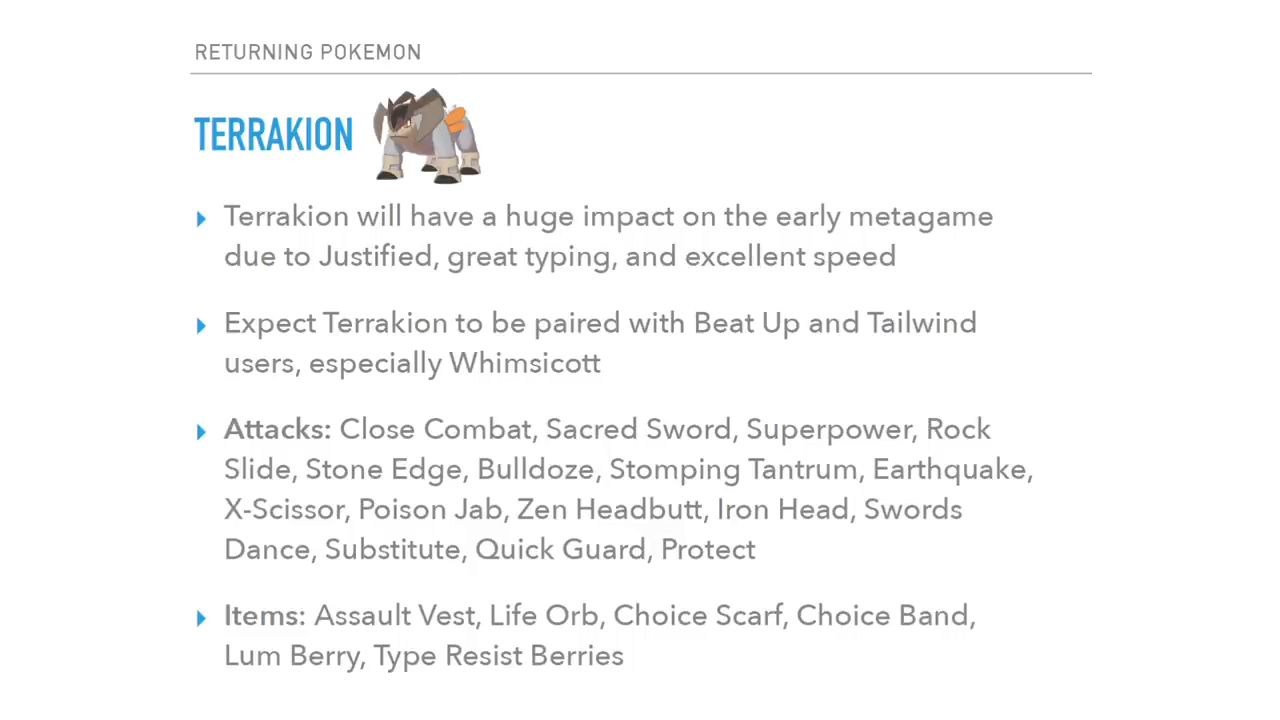 RETURNING POKEMON
TERRAKION
Terrakion will have a huge impact on the early metagame
due to Justified, great typing, and excellent speed
Expect Terrakion to be paired with Beat Up and Tailwind
users, especially Whimsicott
Attacks: Close Combat, Sacred Sword, Superpower, Rock
Slide, Stone Edge, Bulldoze, Stomping Tantrum, Earthquake,
X-Scissor, Poison Jab, Zen Headbutt, Iron Head, Swords
Dance, Substitute, Quick Guard, Protect
Items: Assault Vest, Life Orb, Choice Scarf, Choice Band,
Lum Berry, Type Resist Berries